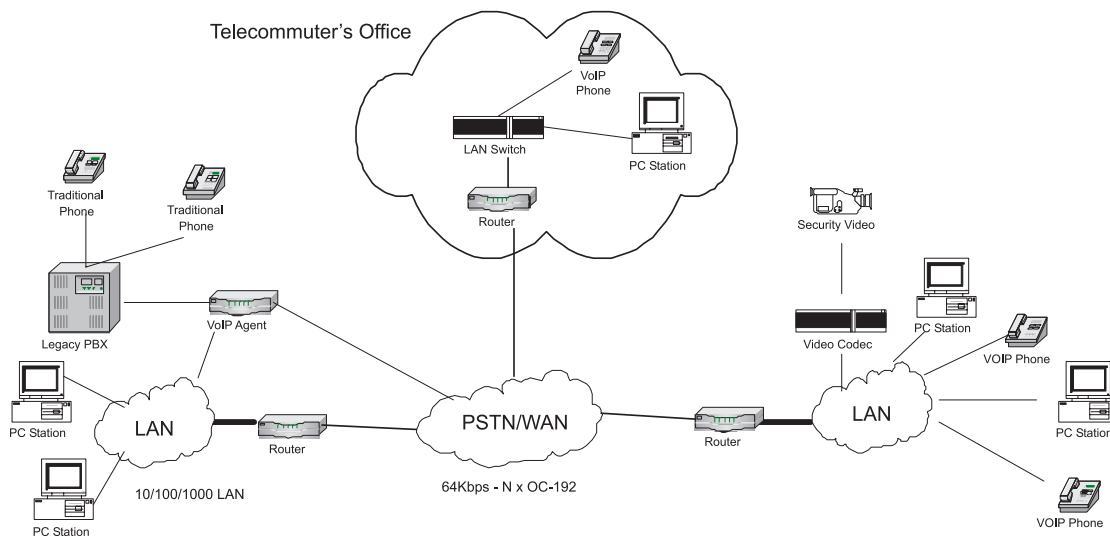 Telecommuter's Office
VoIP
Phone
LAN Switch
PC Station
Router
Traditional
Phone
Traditional
Phone
Legacy PBX
VoIP Agent
PC Station
LAN
Router
PC Station
10/100/1000 LAN
PSTN/WAN
64Kbps - N x OC-192
Security Video
Video Codec
PC Station
VOIP Phone
Router
LAN
PC Station
VOIP Phone